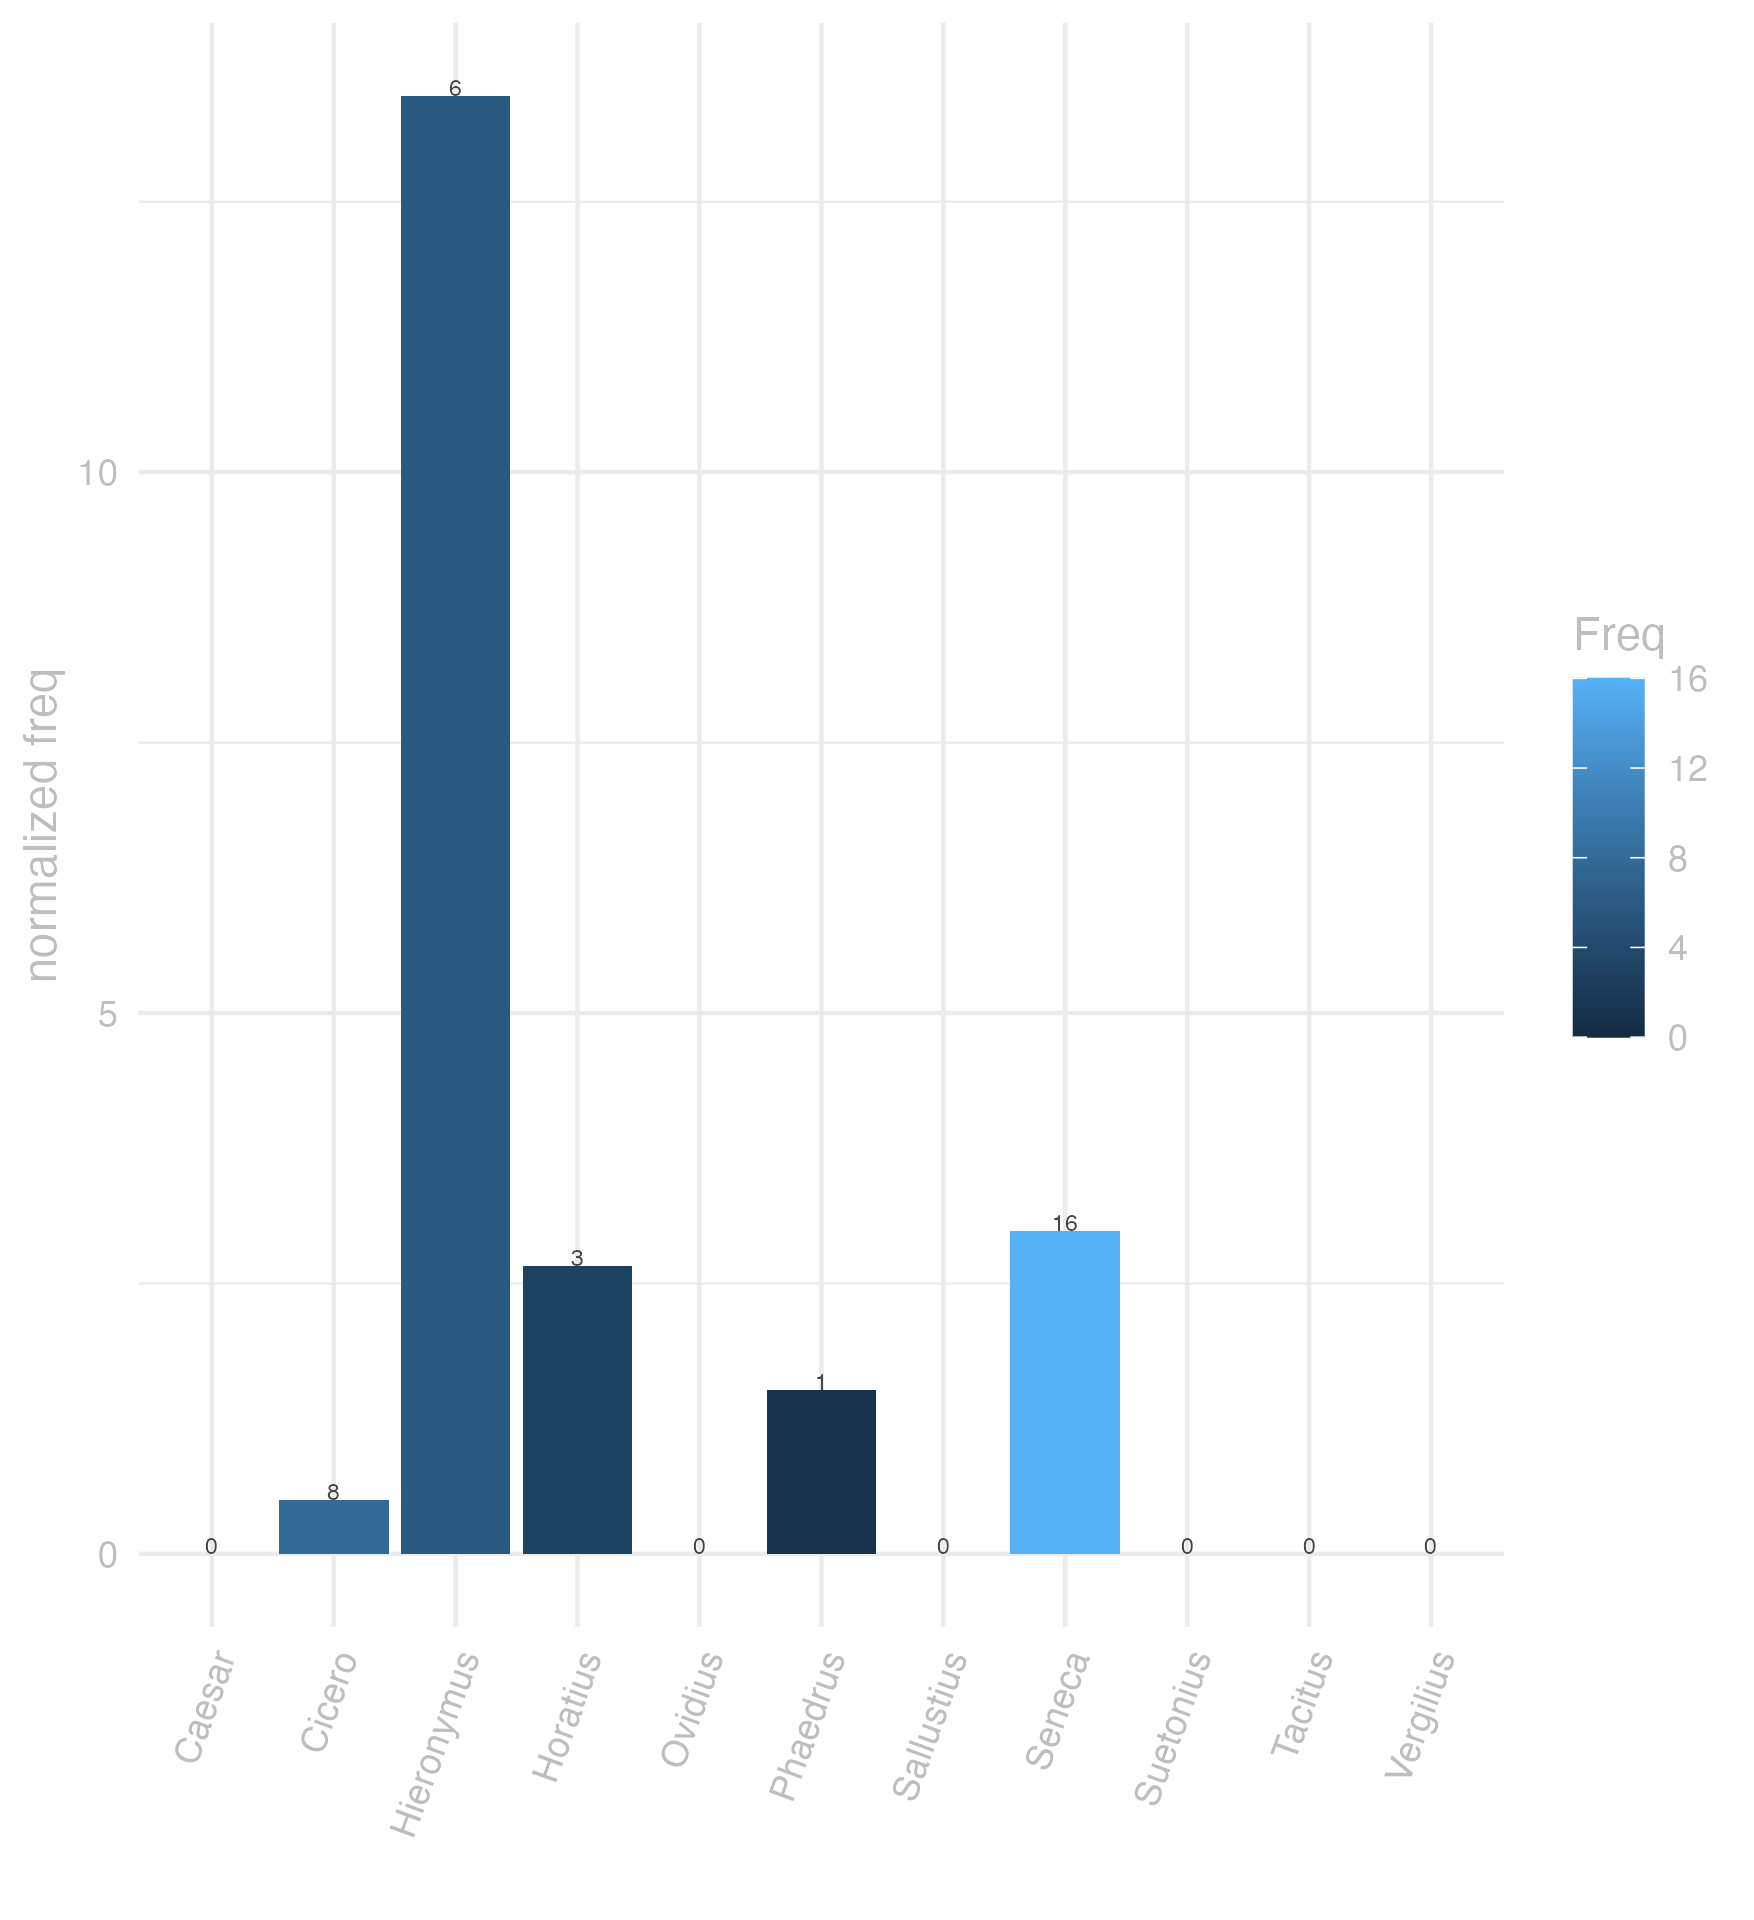 6
10
normalized freq
5
0
16
3
1
8
0
0
0
0
0
0
Caesar
Cicero
Hieronymus
Horatius
Ovidius
Phaedrus
Sallustius
Seneca
Suetonius
Tacitus
Vergilius
Freq
16
12
8
4
0